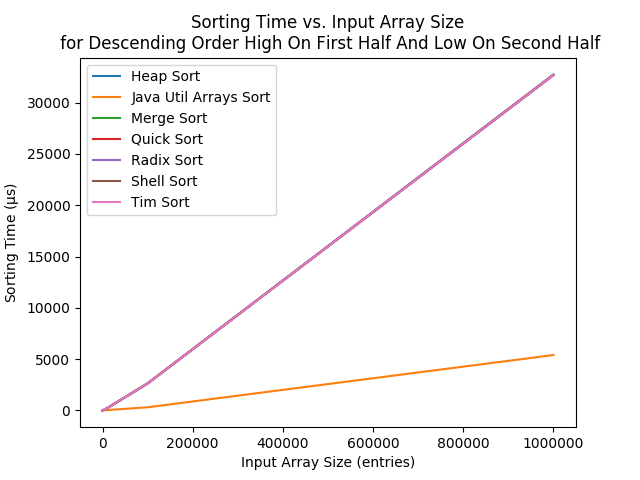 Sorting Time vs. Input Array Size
for Descending Order High On First Half And Low On Second Half
Heap Sort
Java Util Arrays Sort
Merge Sort
Quick Sort
Radix Sort
Shell Sort
Tim Sort
30000
25000
20000
15000
10000
5000
0
Sorting Time (µs)
0 200000 400000 600000 800000 1000000
Input Array Size (entries)